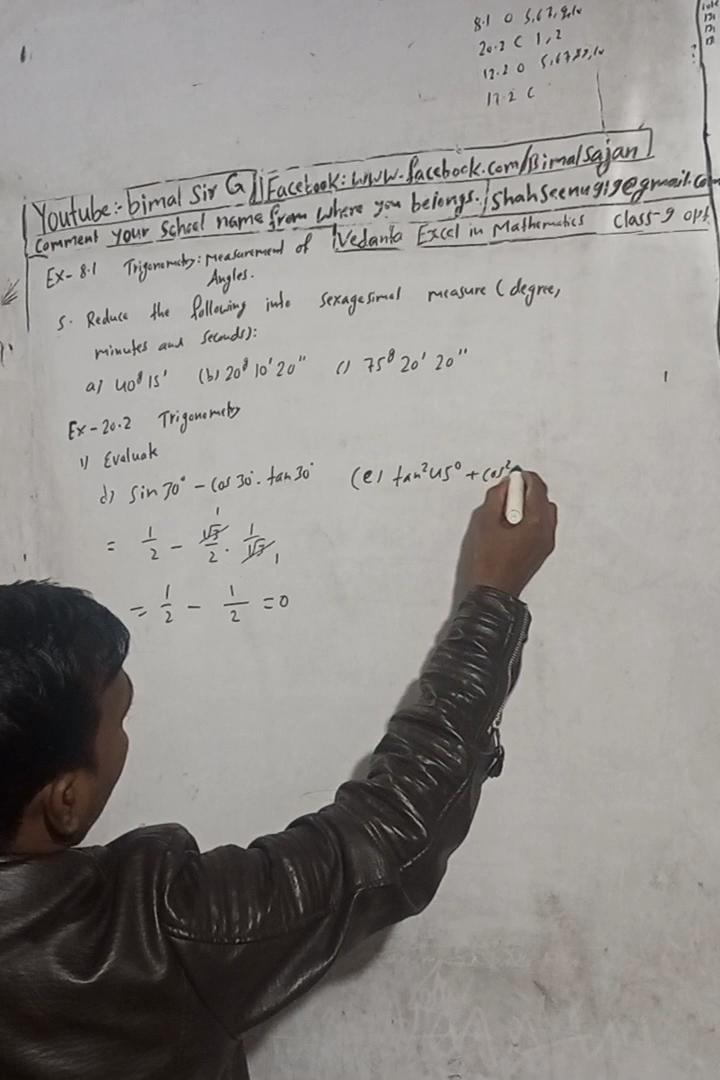 8.1 O 5,6,7,8,9,10
20.2 C 1,2
12.2 O 5,6,7,8,9,10
17.2 C
Youtube:- bimal Sir G || Facebook: www.facebook.com/BimalSajan
Comment your School name from where you belongs. | Shahseenu919@gmail.com
Ex- 8.1 Trigonometry: Measurement of Angles. | Vedanta Excel in Mathematics Class-9 opt.
5. Reduce the following into Sexagesimal measure (degree,
minutes and seconds):
a) 40ᵍ 15' (b) 20ᵍ 10' 20" c) 75ᵍ 20' 20"
Ex-20.2 Trigonometry
1) Evaluate
d) Sin 30° - Cos 30°. tan 30° (e) tan²45° + cos²
= 1/2 - √3/2 . 1/√3
= 1/2 - 1/2 = 0